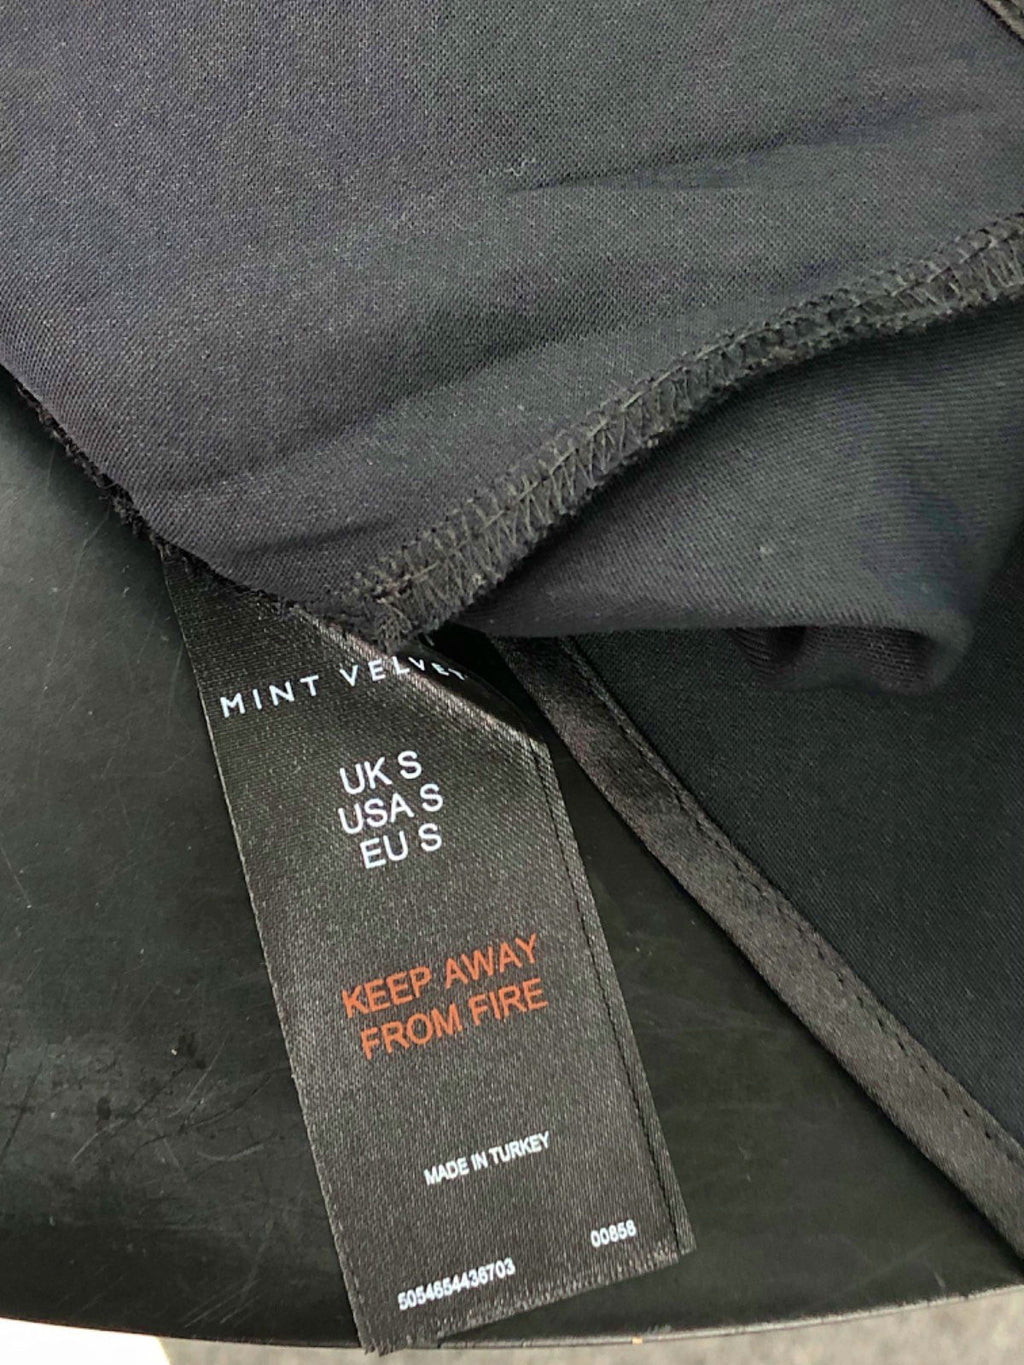 MINT VELVET
UK S
USA S
EU S
KEEP AWAY
FROM FIRE
MADE IN TURKEY
00858
5054654436703